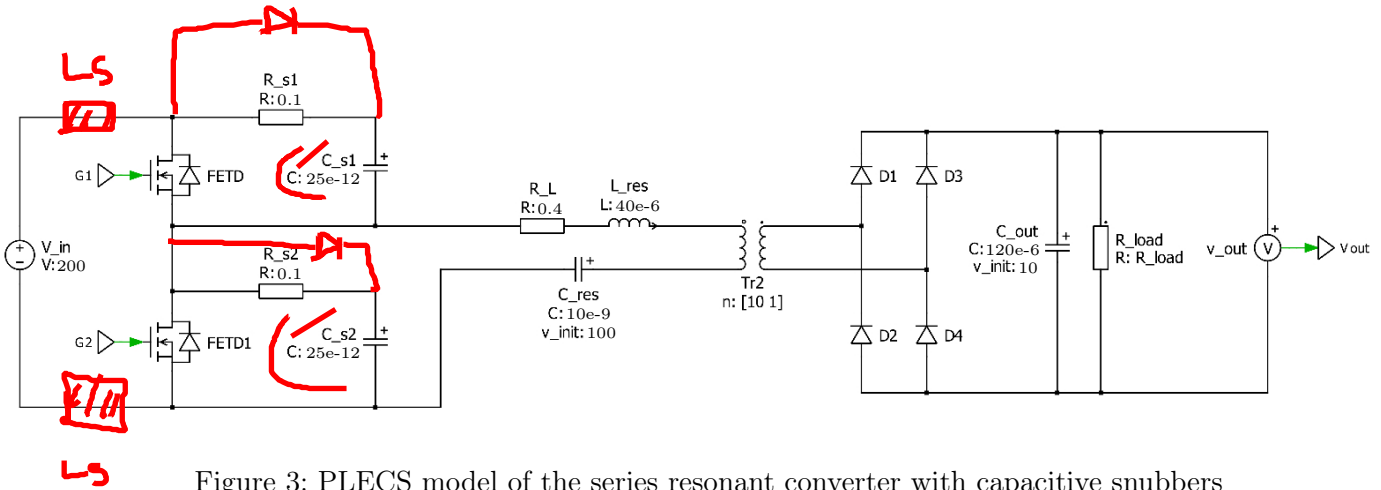 LS
R_s1
R: 0.1
+
G1
FETD
C_s1
C: 25e-12
R_L
R: 0.4
L_res
L: 40e-6
D1
D3
+
-
V_in
V: 200
R_s2
R: 0.1
+
C_res
C: 10e-9
v_init: 100
Tr2
n: [10 1]
C_out
C: 120e-6
v_init: 10
+
R_load
R: R_load
v_out
+
V
Vout
G2
FETD1
C_s2
C: 25e-12
+
D2
D4
LS
Figure 3: PLECS model of the series resonant converter with capacitive snubbers